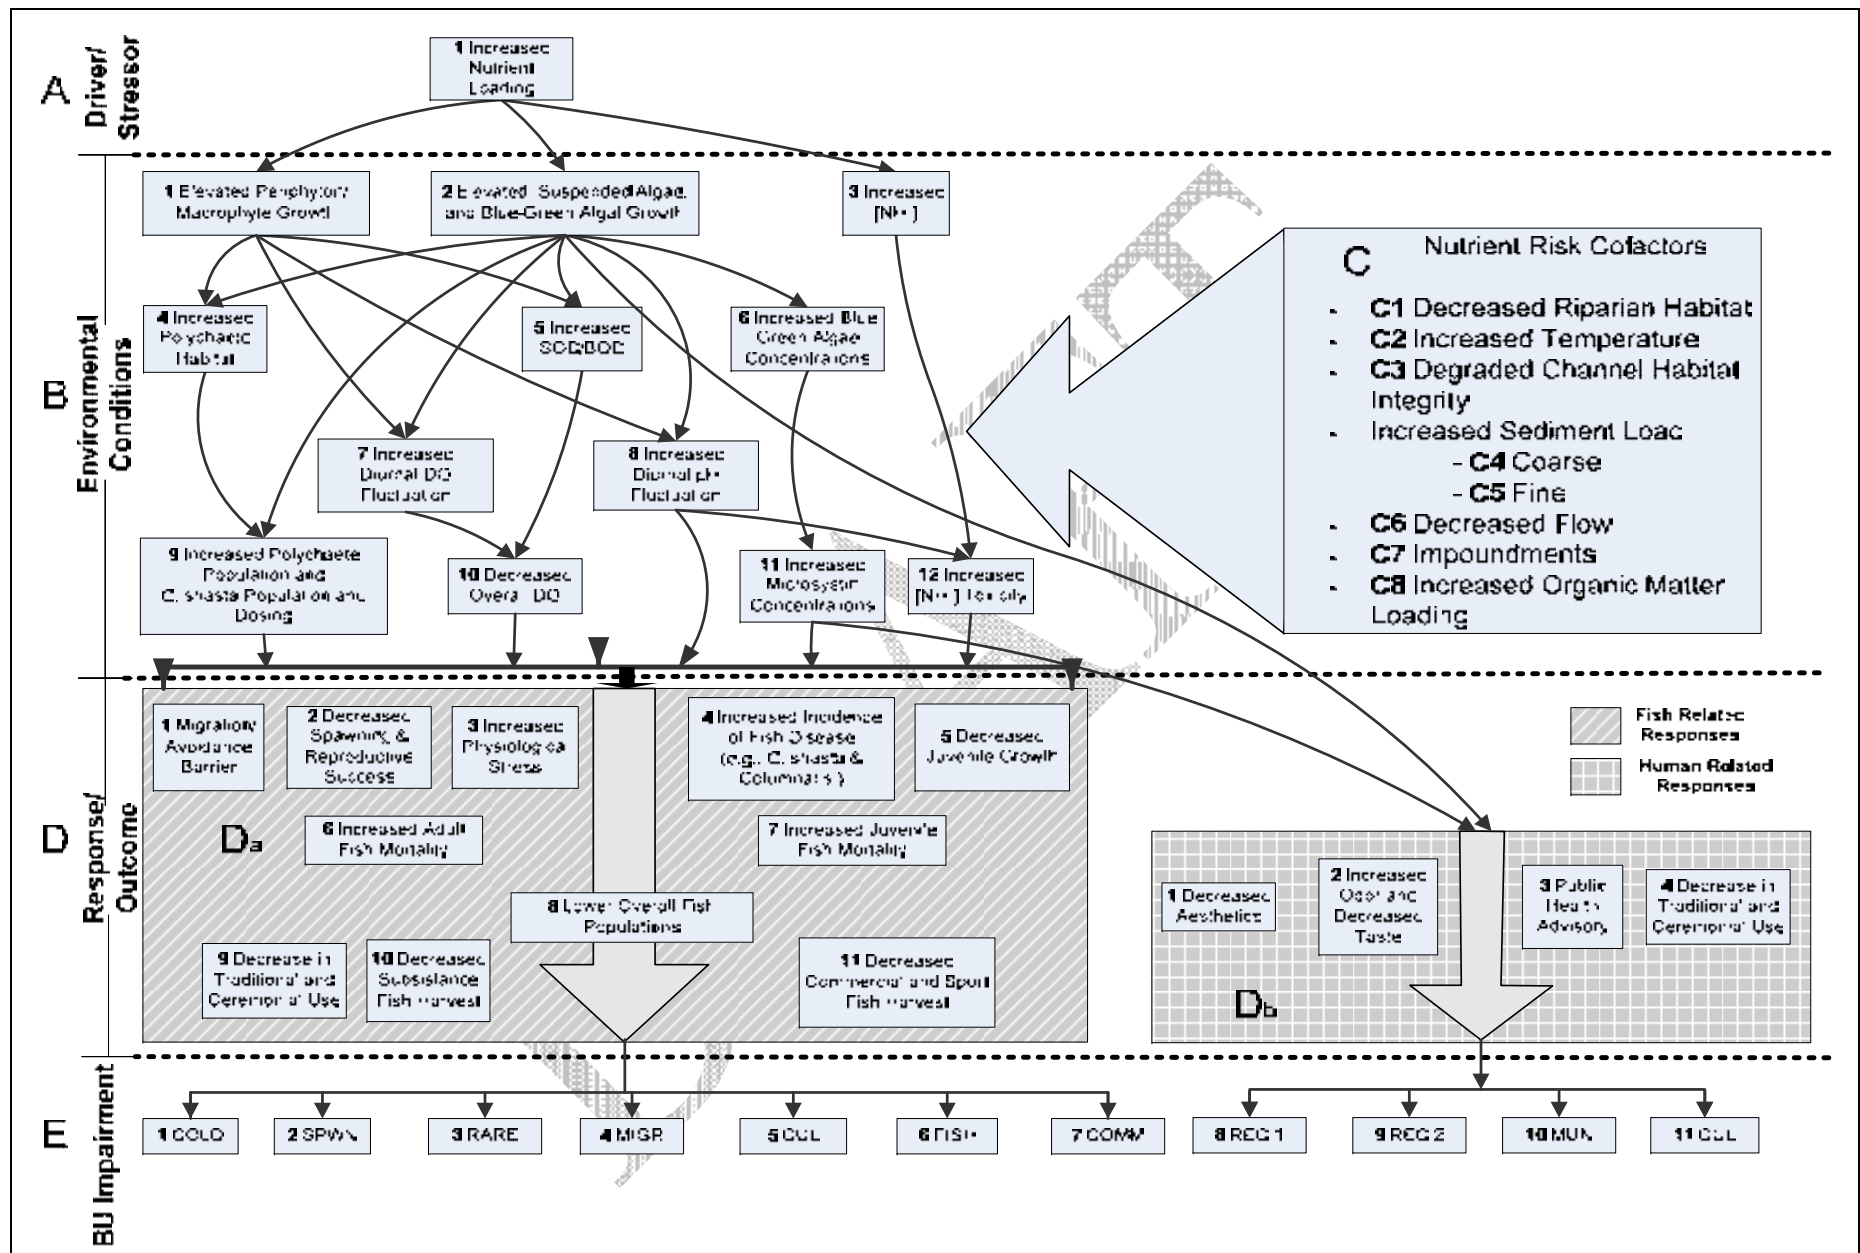 A
Driver/
Stressor
1 Increased
Nutrient
Loading
B
Environmental
Conditions
1 Elevated Periphyton/
Macrophyte Growth
2 Elevated Suspended Algae
and Blue-Green Algal Growth
3 Increased
4 Increased
Polychaete
Habitat
5 Increased
SOD/BOD
6 Increased Blue
Green Algae
Concentrations
7 Increased
Diurnal DO
Fluctuation
8 Increased
Diurnal pH
Fluctuation
9 Increased Polychaete
Population and
C. shasta Population and
Dosing
10 Decreased
Overall DO
11 Increased
Microsystin
Concentrations
12 Increased
Toxicity
C
Nutrient Risk Cofactors
- C1 Decreased Riparian Habitat
- C2 Increased Temperature
- C3 Degraded Channel Habitat
Integrity
- Increased Sediment Load
- C4 Coarse
- C5 Fine
- C6 Decreased Flow
- C7 Impoundments
- C8 Increased Organic Matter
Loading
D
Response/
Outcome
1 Migratory
Avoidance
Barrier
2 Decreased
Spawning &
Reproductive
Success
3 Increased
Physiological
Stress
4 Increased Incidence
of Fish Disease
(e.g., C. shasta &
Columnaris)
5 Decreased
Juvenile Growth
Da
6 Increased Adult
Fish Mortality
7 Increased Juvenile
Fish Mortality
8 Lower Overall Fish
Populations
9 Decrease in
Traditional and
Ceremonial Use
10 Decreased
Subsistance
Fish Harvest
11 Decreased
Commercial and Sport
Fish Harvest
Fish Related
Responses
Human Related
Responses
1 Decreased
Aesthetics
2 Increased
Odor and
Decreased
Taste
3 Public
Health
Advisory
4 Decrease in
Traditional and
Ceremonial Use
Db
E
BU Impairment
1 COLD
2 SPWN
3 RARE
4 MIGR
5 CUL
6 FISH
7 COMM
8 REC 1
9 REC 2
10 MUN
11 CUL
DRAFT